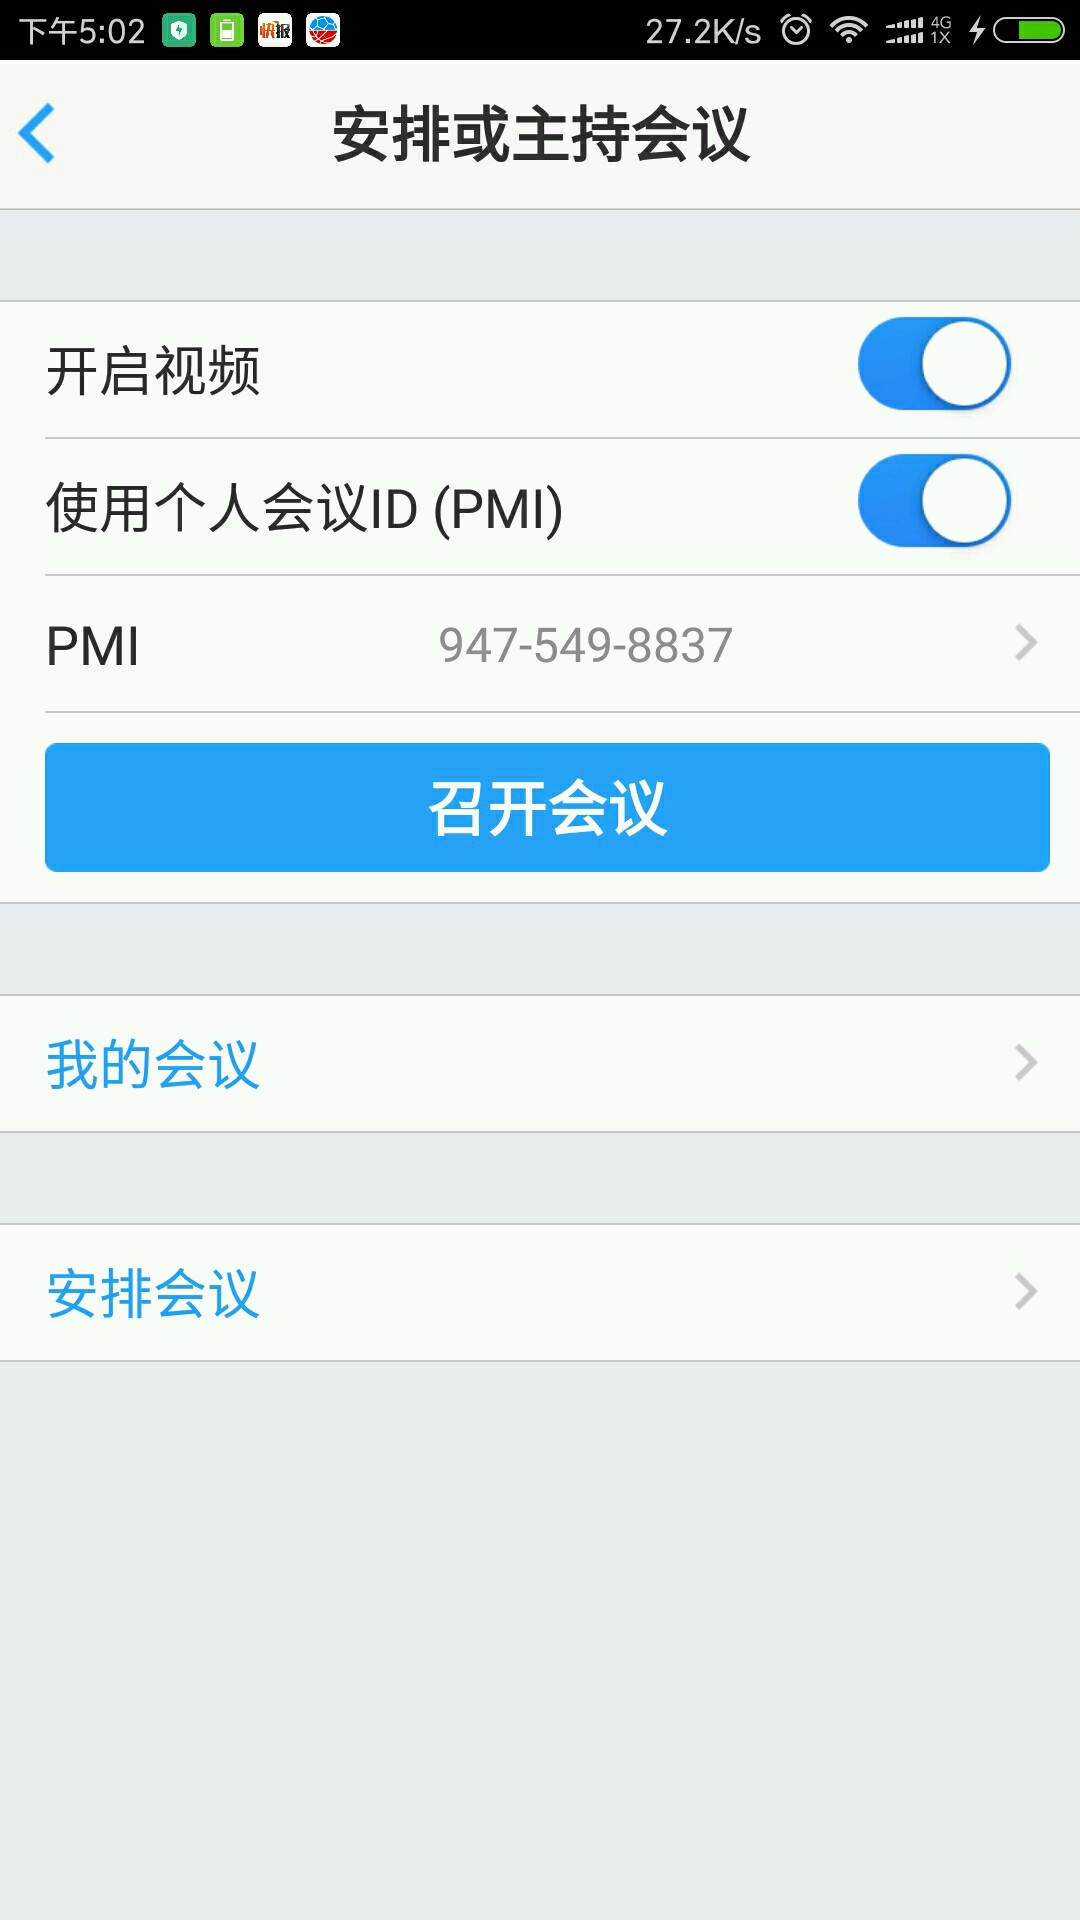 下午5:02 快报 27.2K/s 4G 1X
安排或主持会议
开启视频
使用个人会议ID (PMI)
PMI 947-549-8837
召开会议
我的会议
安排会议